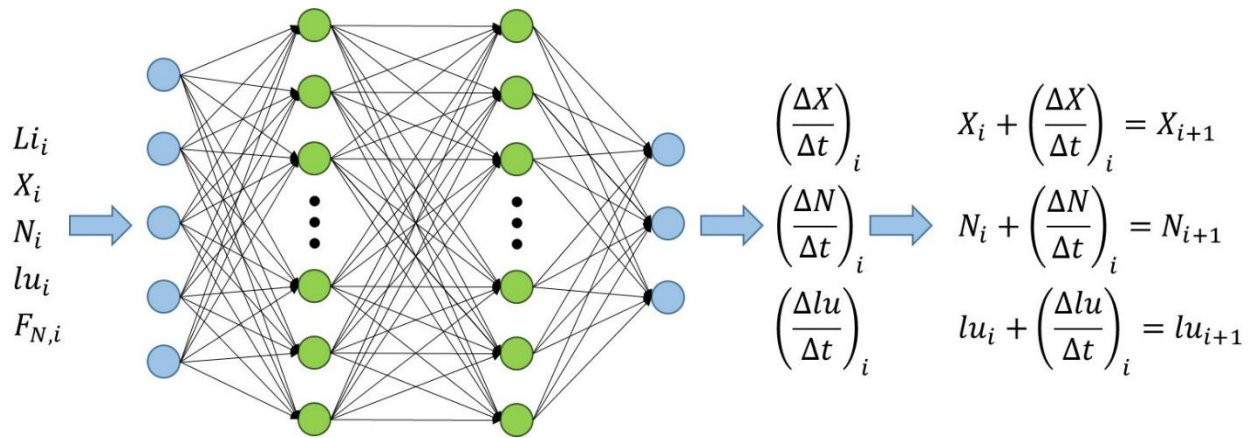 Li_i
X_i
N_i
lu_i
F_{N,i}
(ΔX/Δt)_i
(ΔN/Δt)_i
(Δlu/Δt)_i
X_i + (ΔX/Δt)_i = X_{i+1}
N_i + (ΔN/Δt)_i = N_{i+1}
lu_i + (Δlu/Δt)_i = lu_{i+1}